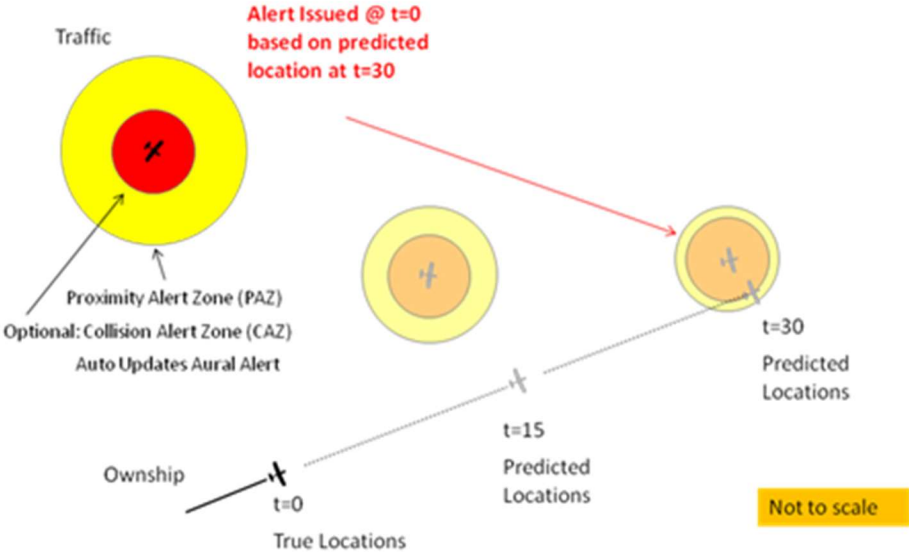 Traffic
Alert Issued @ t=0
based on predicted
location at t=30
Proximity Alert Zone (PAZ)
Optional: Collision Alert Zone (CAZ)
Auto Updates Aural Alert
t=30
Predicted
Locations
t=15
Predicted
Locations
Ownship
t=0
True Locations
Not to scale